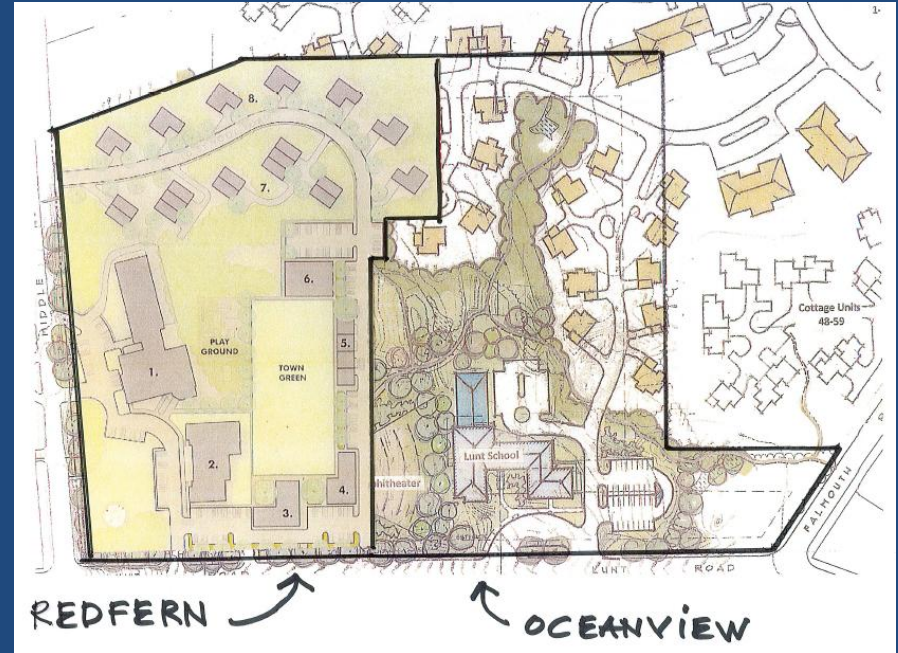 1-
8.
7.
MIDDLE
6.
Cottage Units
48-59
PLAY
GROUND
5.
TOWN
GREEN
1.
Lunt School
2.
4.
3.
FALMOUTH
LUNT ROAD
REDFERN
OCEANVIEW